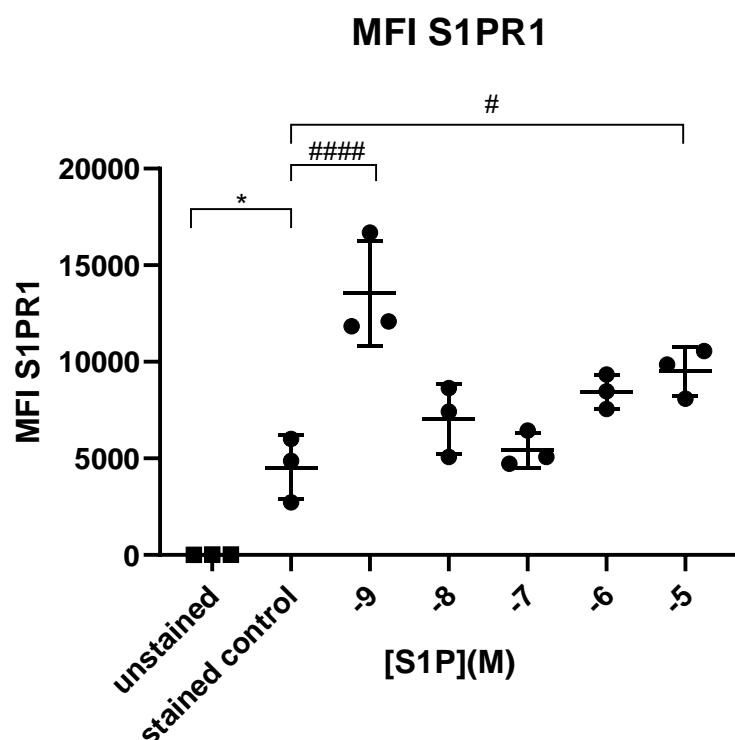 MFI S1PR1
#
####
*
20000
15000
10000
5000
0
MFI S1PR1
unstained
stained control
-9
-8
-7
-6
-5
[S1P](M)